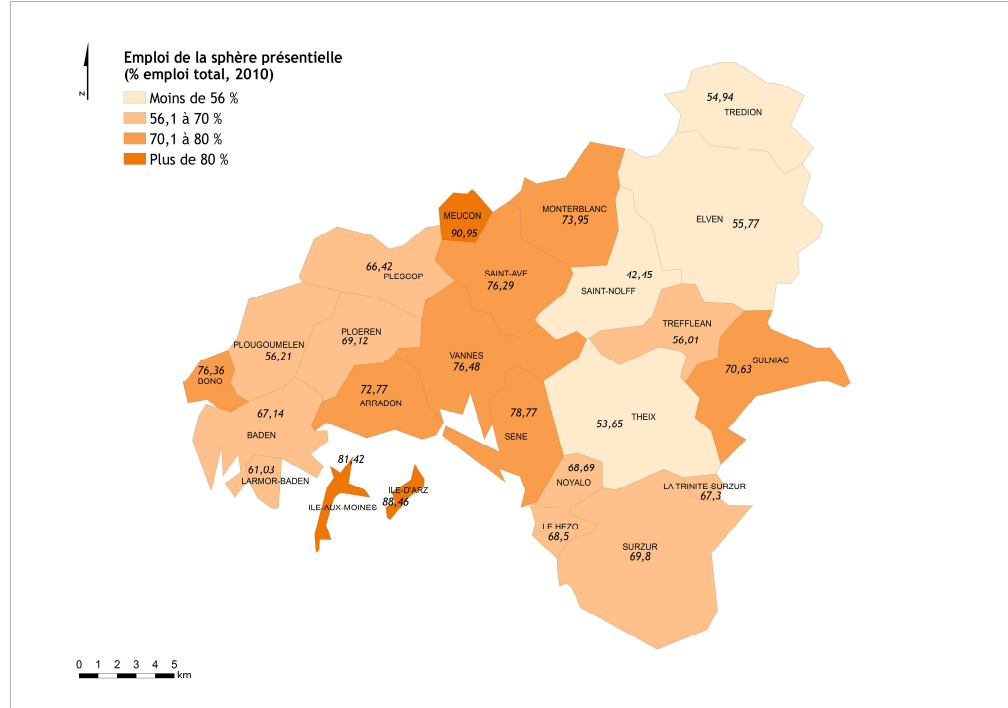 Emploi de la sphère présentielle
(% emploi total, 2010)
Moins de 56 %
56,1 à 70 %
70,1 à 80 %
Plus de 80 %
N
54,94
TREDION
ELVEN
55,77
MONTERBLANC
73,95
MEUCON
90,95
SAINT-AVE
76,29
42,45
SAINT-NOLFF
66,42
PLESCOP
TREFFLEAN
56,01
PLOEREN
69,12
PLOUGOUMELEN
56,21
VANNES
76,48
SULNIAC
70,63
76,36
BONO
72,77
ARRADON
67,14
BADEN
78,77
SENE
53,65
THEIX
61,03
LARMOR-BADEN
81,42
ILE-AUX-MOINES
ILE-D'ARZ
88,46
68,69
NOYALO
LA TRINITE SURZUR
67,3
LE HEZO
68,5
SURZUR
69,8
0 1 2 3 4 5
km